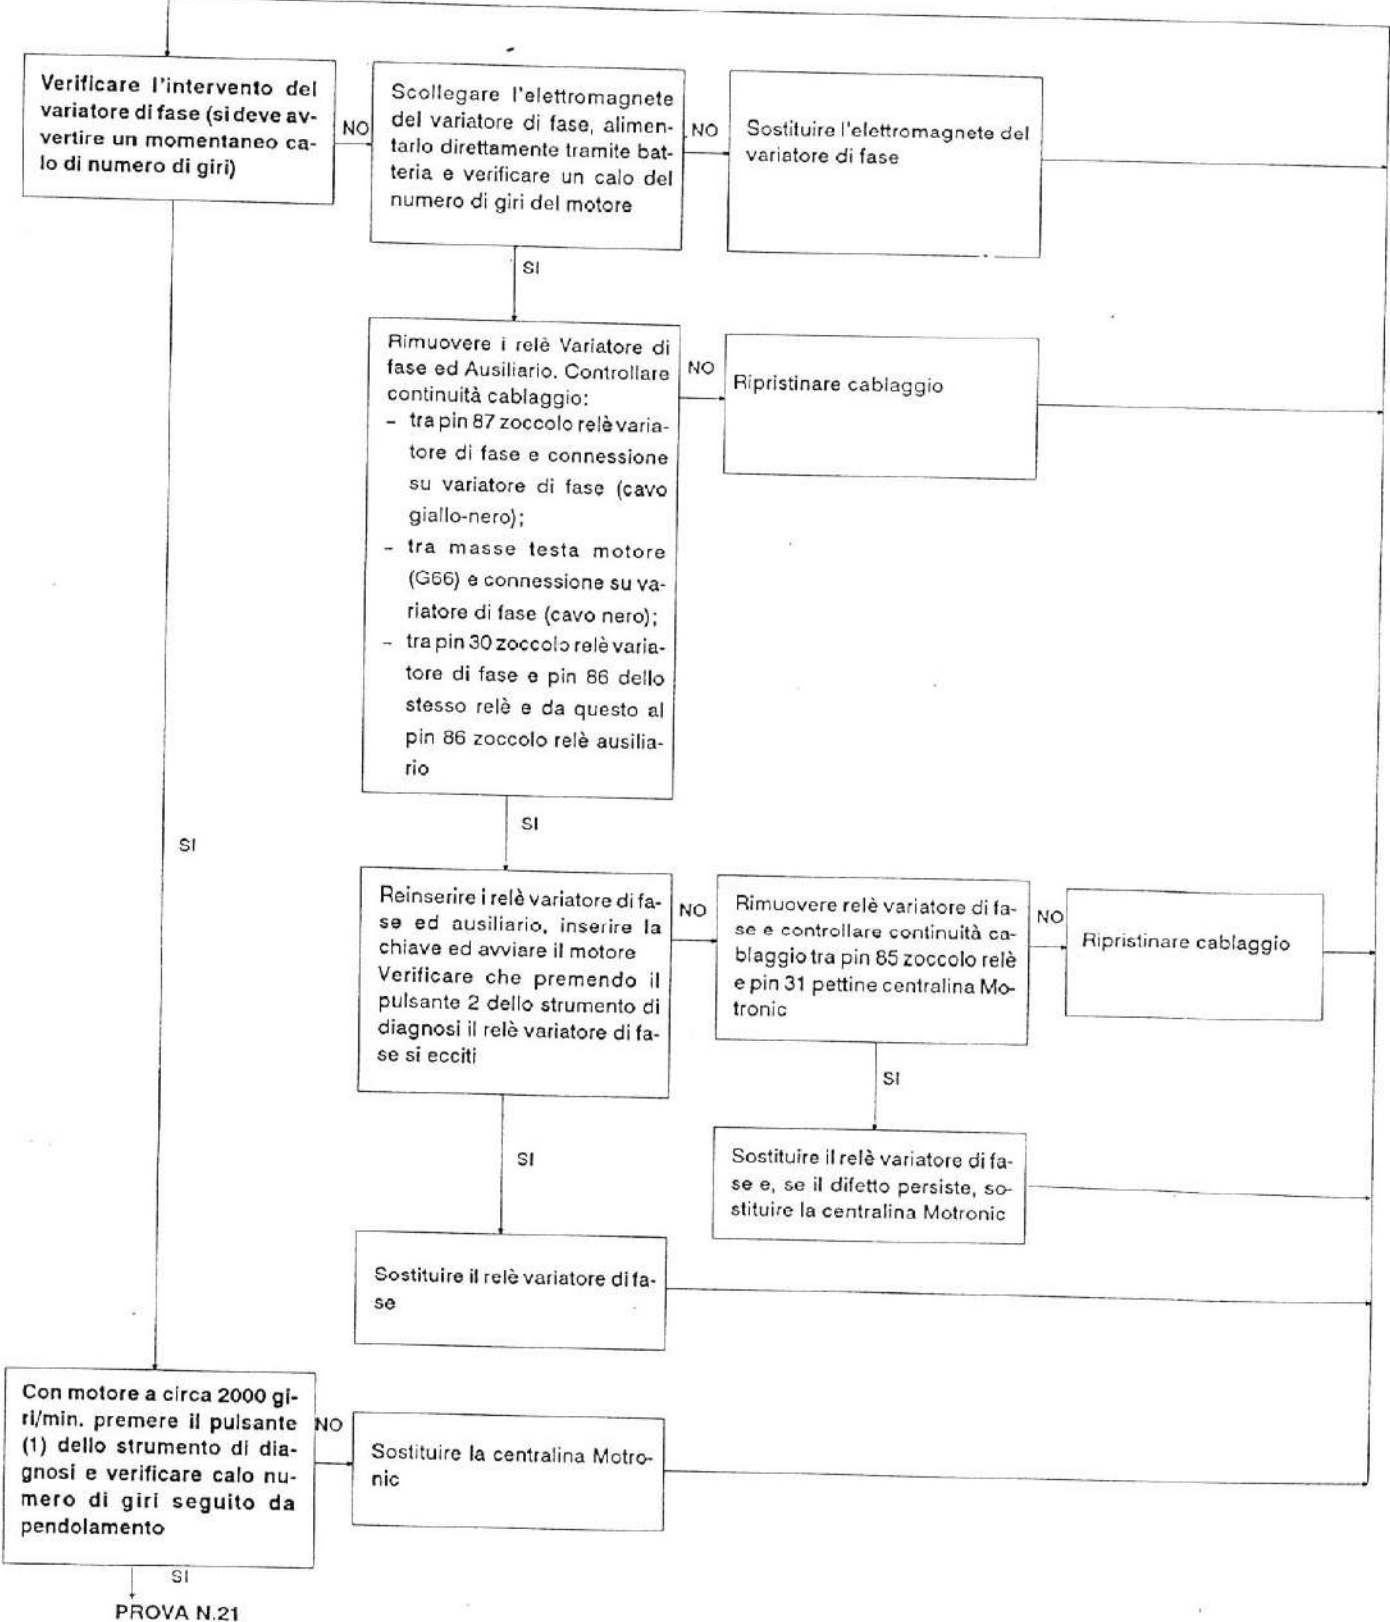 Verificare l'intervento del
variatore di fase (si deve av-
vertire un momentaneo ca-
lo di numero di giri)
NO
Scollegare l'elettromagnete
del variatore di fase, alimen-
tarlo direttamente tramite bat-
teria e verificare un calo del
numero di giri del motore
NO
Sostituire l'elettromagnete del
variatore di fase
SI
Rimuovere i relè Variatore di
fase ed Ausiliario. Controllare
continuità cablaggio:
– tra pin 87 zoccolo relè varia-
tore di fase e connessione
su variatore di fase (cavo
giallo-nero);
– tra masse testa motore
(G66) e connessione su va-
riatore di fase (cavo nero);
– tra pin 30 zoccolo relè varia-
tore di fase e pin 86 dello
stesso relè e da questo al
pin 86 zoccolo relè ausilia-
rio
NO
Ripristinare cablaggio
SI
SI
Reinserire i relè variatore di fa-
se ed ausiliario, inserire la
chiave ed avviare il motore
Verificare che premendo il
pulsante 2 dello strumento di
diagnosi il relè variatore di fa-
se si ecciti
NO
Rimuovere relè variatore di fa-
se e controllare continuità ca-
blaggio tra pin 85 zoccolo relè
e pin 31 pettine centralina Mo-
tronic
NO
Ripristinare cablaggio
SI
SI
Sostituire il relè variatore di fa-
se e, se il difetto persiste, so-
stituire la centralina Motronic
Sostituire il relè variatore di fa-
se
Con motore a circa 2000 gi-
ri/min. premere il pulsante
(1) dello strumento di dia-
gnosi e verificare calo nu-
mero di giri seguito da
pendolamento
NO
Sostituire la centralina Motro-
nic
SI
PROVA N.21